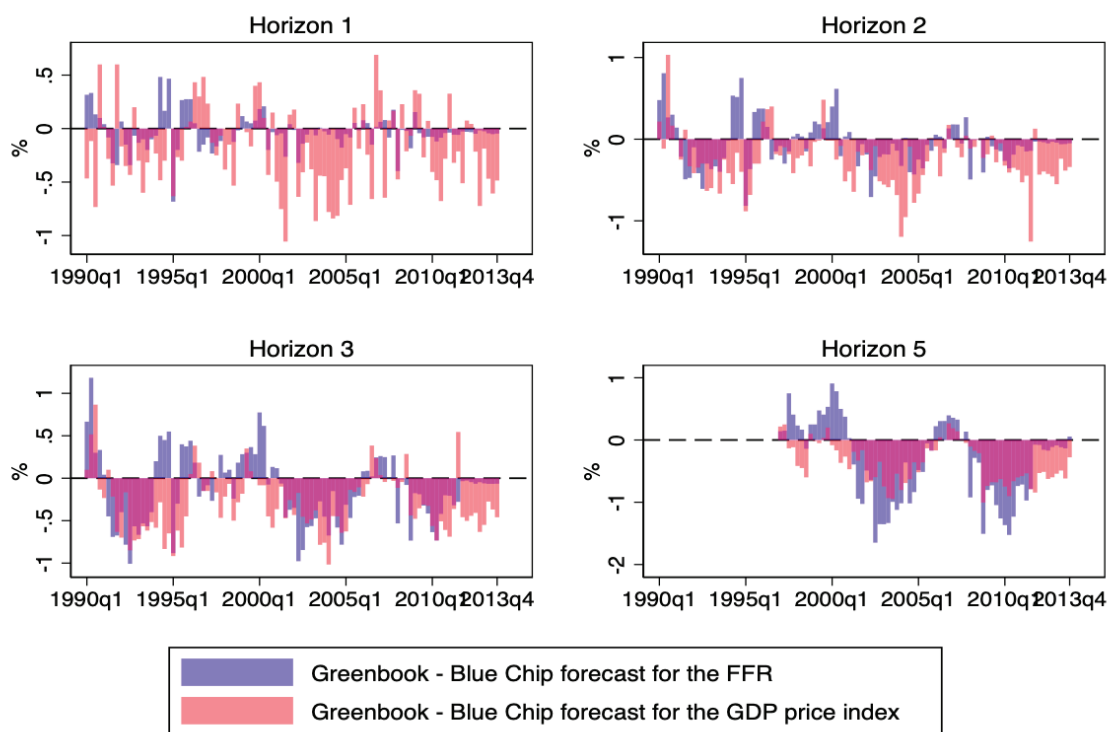 Horizon 1
Horizon 2
.5
0
-.5
-1
%
1990q1 1995q1 2000q1 2005q1 2010q1 2013q4
1
0
-1
%
1990q1 1995q1 2000q1 2005q1 2010q1 2013q4
Horizon 3
Horizon 5
1
.5
0
-.5
-1
%
1990q1 1995q1 2000q1 2005q1 2010q1 2013q4
1
0
-1
-2
%
1990q1 1995q1 2000q1 2005q1 2010q1 2013q4
Greenbook - Blue Chip forecast for the FFR
Greenbook - Blue Chip forecast for the GDP price index